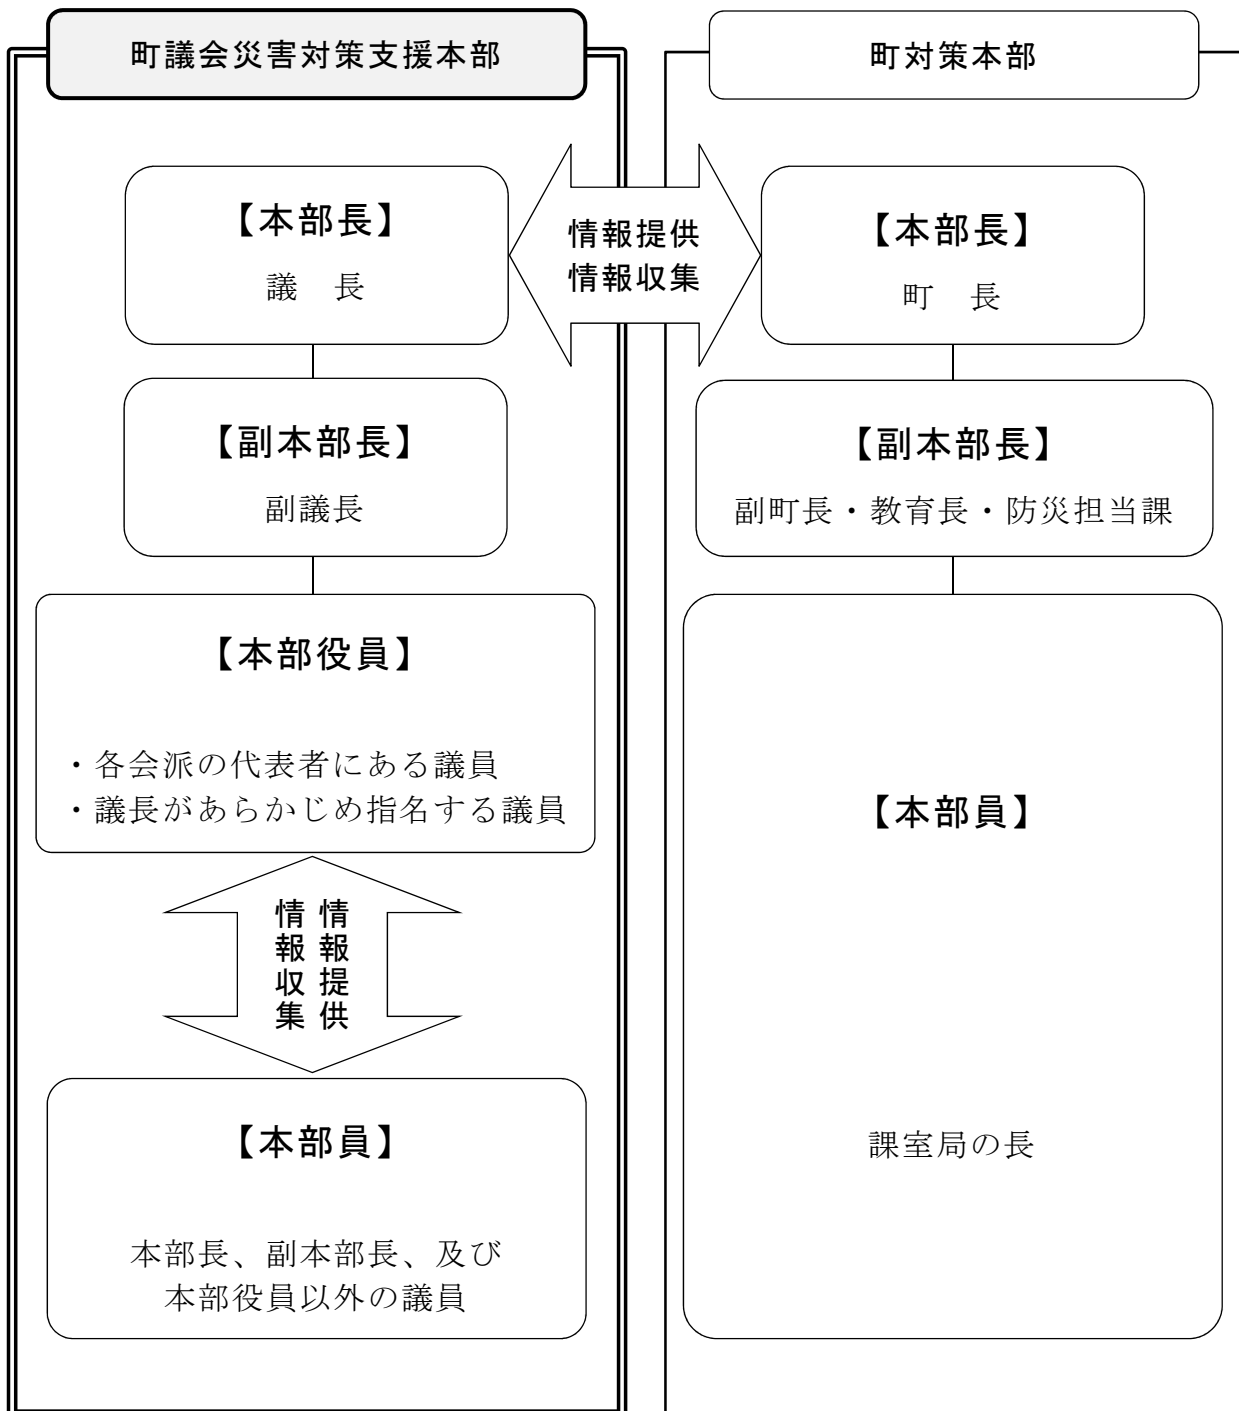 町議会災害対策支援本部
【本部長】
議　長
【副本部長】
副議長
【本部役員】
・各会派の代表者にある議員
・議長があらかじめ指名する議員
情報提供
情報収集
【本部員】
本部長、副本部長、及び
本部役員以外の議員
情報提供
情報収集
町対策本部
【本部長】
町　長
【副本部長】
副町長・教育長・防災担当課
【本部員】
課室局の長